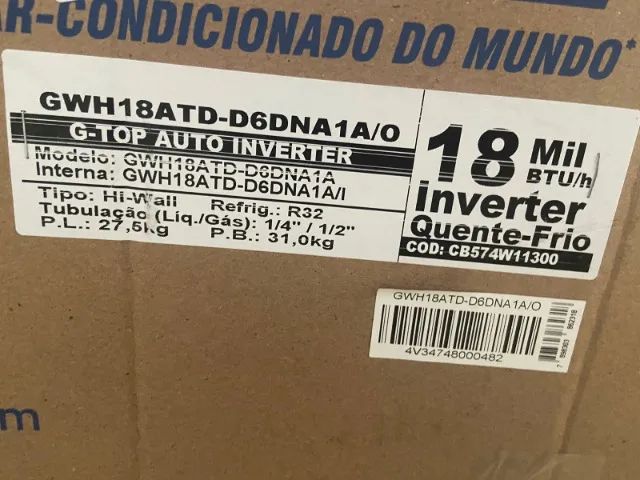 AR-CONDICIONADO DO MUNDO*
GWH18ATD-D6DNA1A/O
G-TOP AUTO INVERTER
Modelo: GWH18ATD-D6DNA1A
Interna: GWH18ATD-D6DNA1A/I
Tipo: Hi-Wall Refrig.: R32
Tubulação (Líq./Gás): 1/4" / 1/2"
P.L.: 27,5kg P.B.: 31,0kg
18 Mil
BTU/h
Inverter
Quente-Frio
COD: CB574W11300
GWH18ATD-D6DNA1A/O
4V34748000482
m